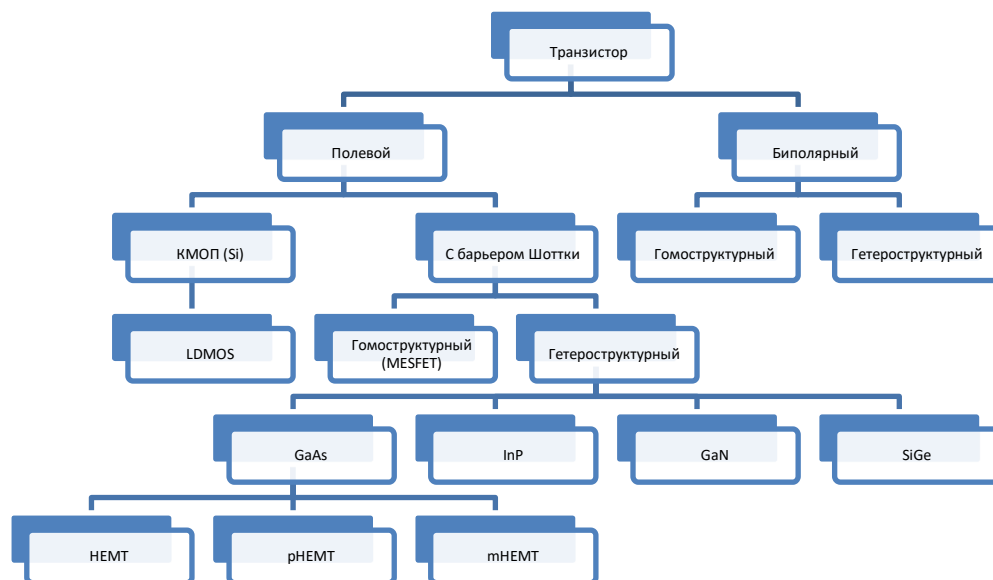 Транзистор
Полевой
Биполярный
КМОП (Si)
С барьером Шоттки
Гомоструктурный
Гетероструктурный
LDMOS
Гомоструктурный
(MESFET)
Гетероструктурный
GaAs
InP
GaN
SiGe
HEMT
pHEMT
mHEMT